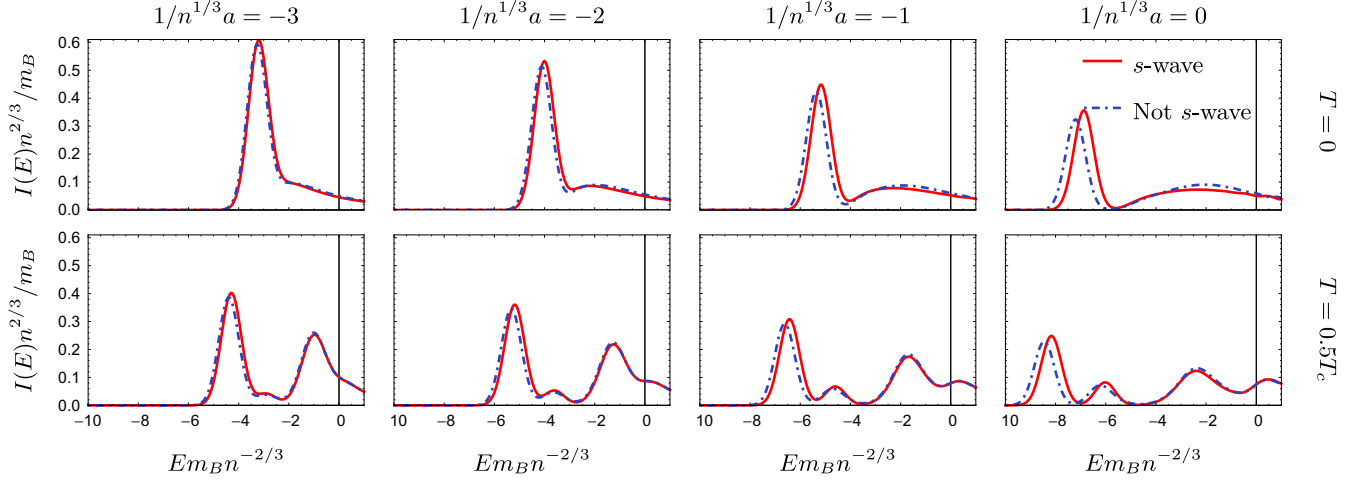 1/n^{1/3}a = −3
1/n^{1/3}a = −2
1/n^{1/3}a = −1
1/n^{1/3}a = 0
I(E)n^{2/3}/m_B
0.6
0.5
0.4
0.3
0.2
0.1
0.0
s-wave
Not s-wave
T = 0
I(E)n^{2/3}/m_B
0.6
0.5
0.4
0.3
0.2
0.1
0.0
T = 0.5T_c
−10 −8 −6 −4 −2 0
10 −8 −6 −4 −2 0
10 −8 −6 −4 −2 0
10 −8 −6 −4 −2 0
Em_Bn^{−2/3}
Em_Bn^{−2/3}
Em_Bn^{−2/3}
Em_Bn^{−2/3}